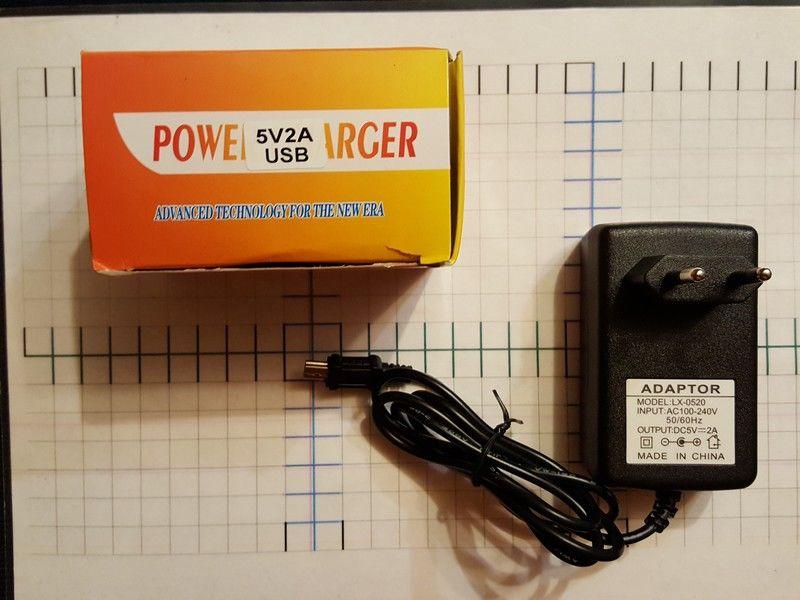 POWE 5V2A ARGER
USB
ADVANCED TECHNOLOGY FOR THE NEW ERA
ADAPTOR
MODEL:LX-0520
INPUT:AC100-240V
50/60Hz
OUTPUT:DC5V⎓2A
MADE IN CHINA